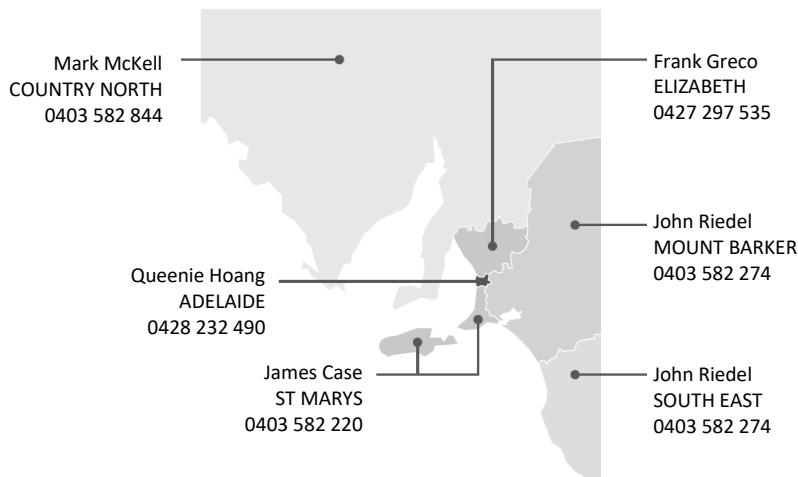 Mark McKell
COUNTRY NORTH
0403 582 844
Frank Greco
ELIZABETH
0427 297 535
John Riedel
MOUNT BARKER
0403 582 274
Queenie Hoang
ADELAIDE
0428 232 490
James Case
ST MARYS
0403 582 220
John Riedel
SOUTH EAST
0403 582 274